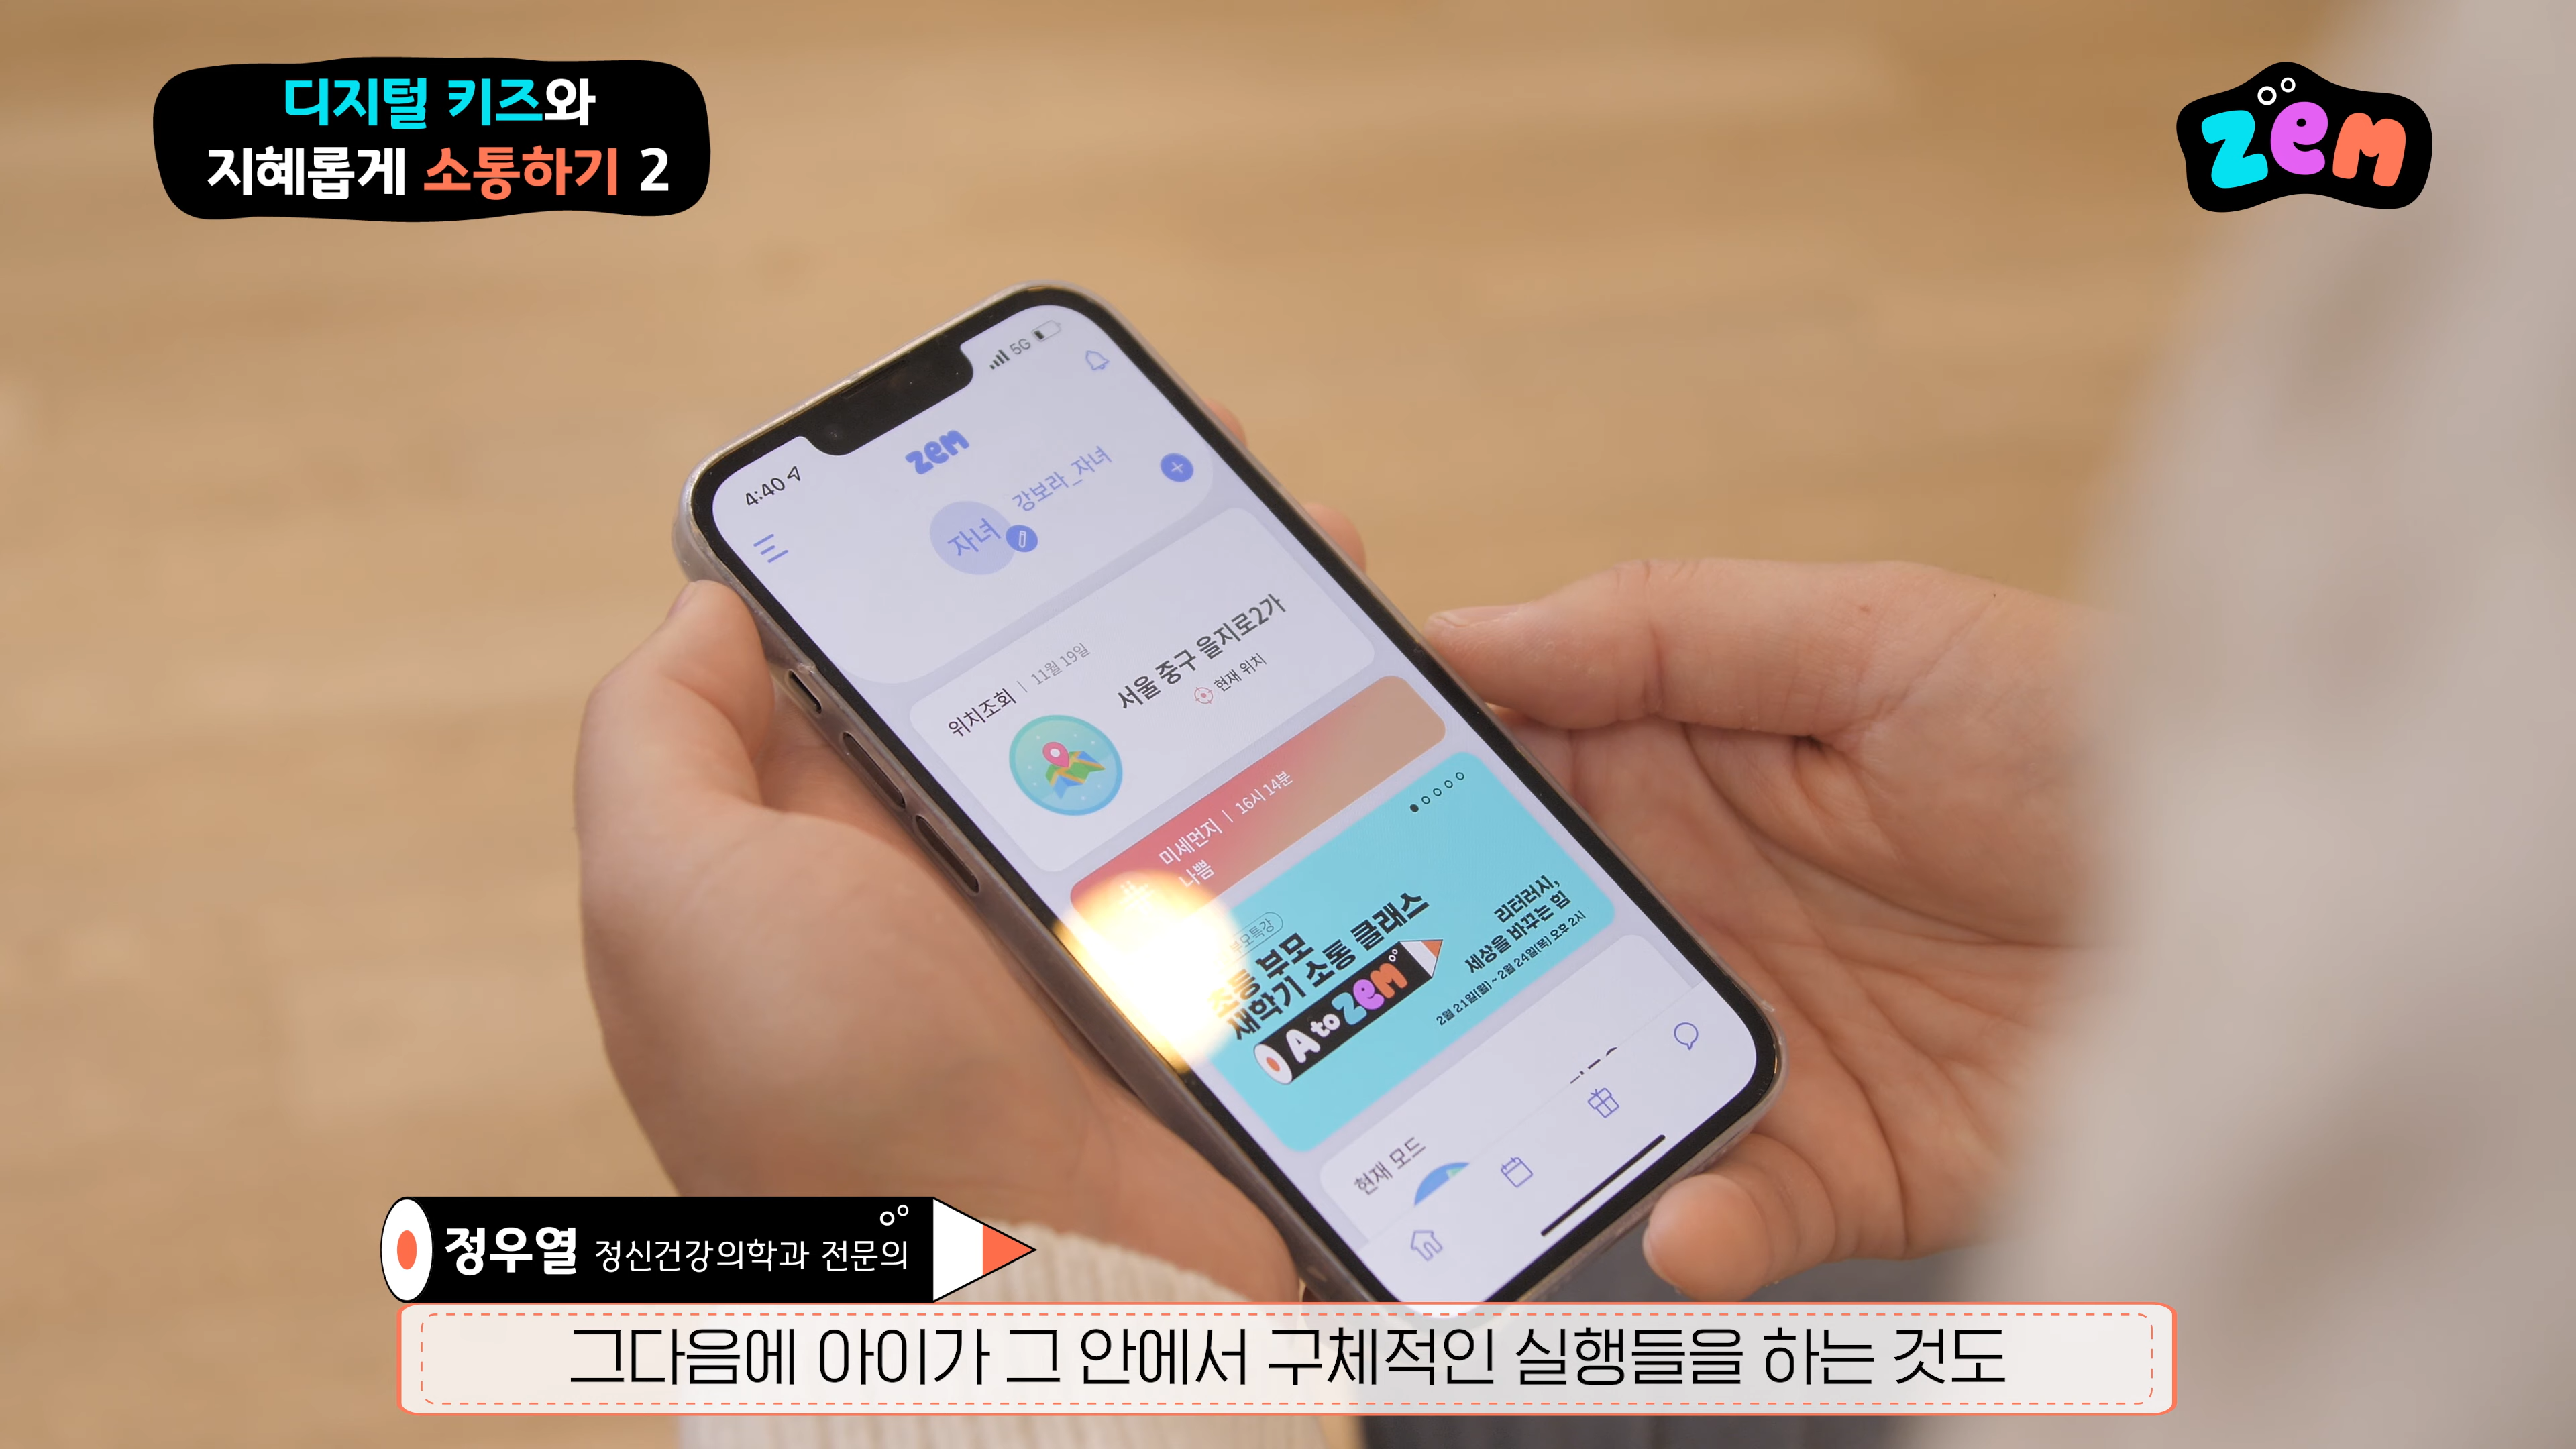 디지털 키즈와
지혜롭게 소통하기 2
zem
4:40
5G
zem
자녀
강보라_자녀
위치조회 | 11월 19일
서울 중구 을지로2가
현재 위치
미세먼지 | 16시 14분
나쁨
부모특강
초등 부모
새학기 소통 클래스
A to zem
리터러시,
세상을 바꾸는 힘
2월 21일(월) ~ 2월 24일(목) 오후 2시
현재 모드
정우열 정신건강의학과 전문의
그다음에 아이가 그 안에서 구체적인 실행들을 하는 것도